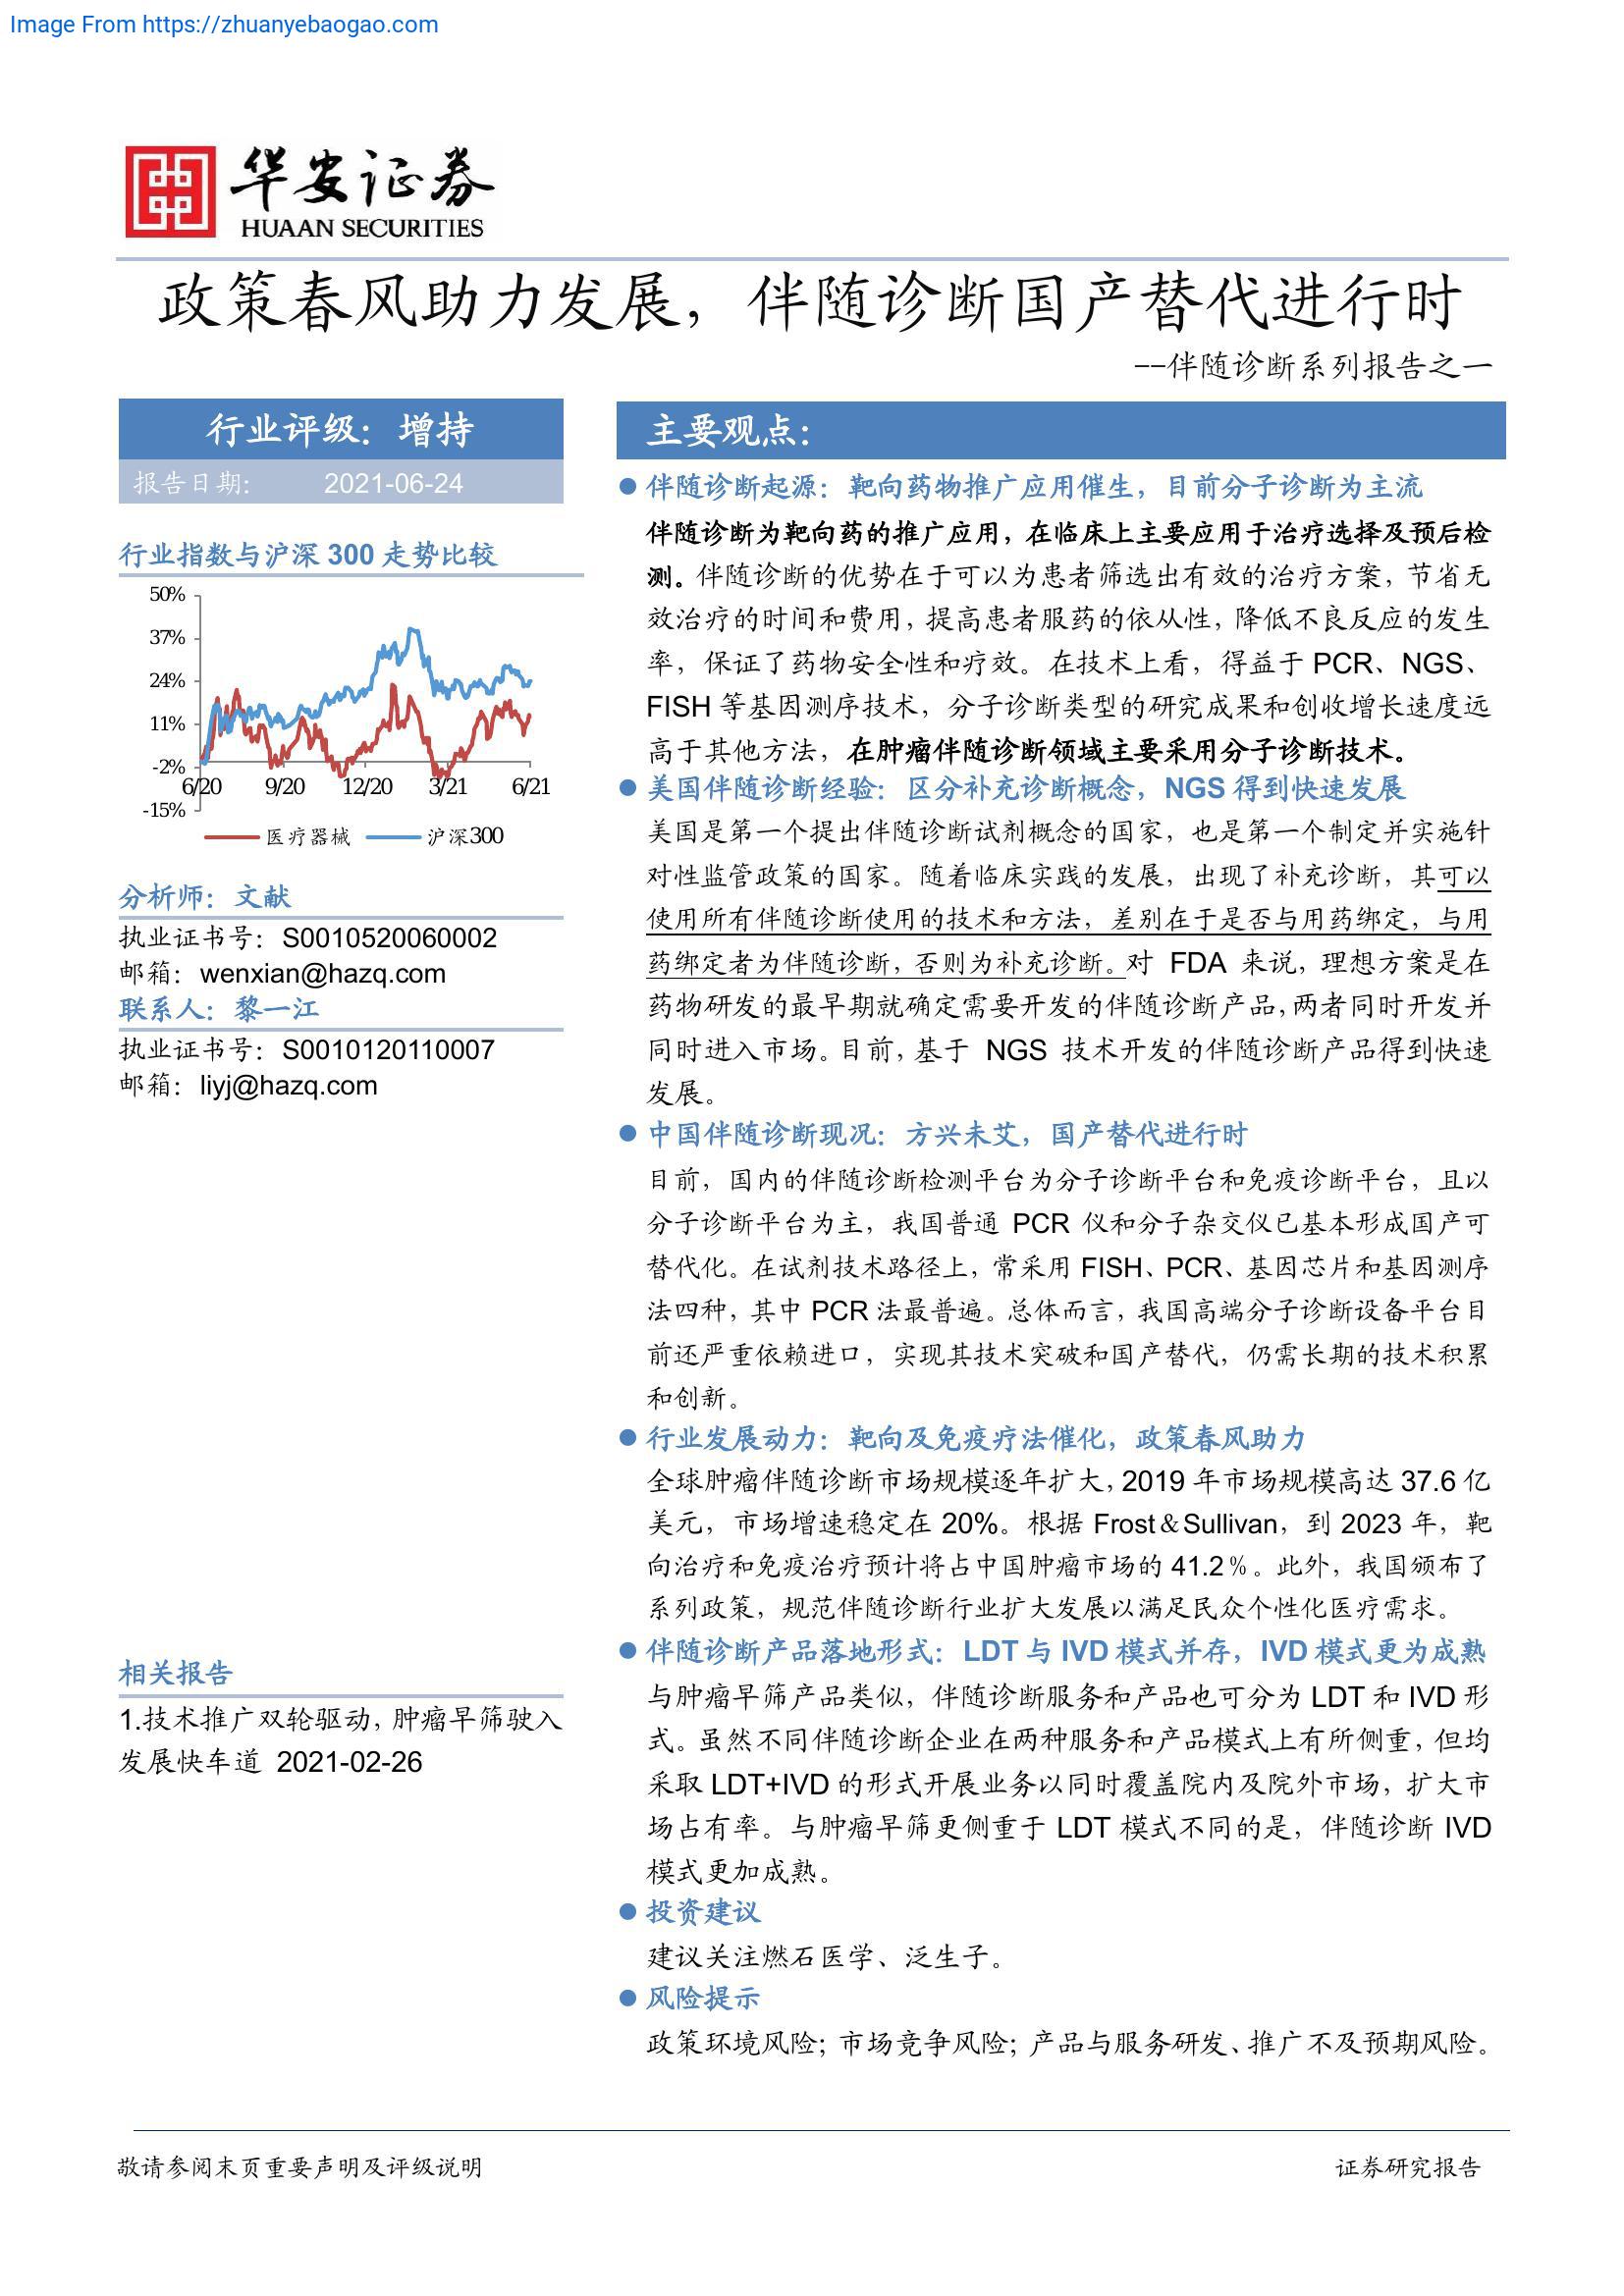 Image From https://zhuanyebaogao.com
华安证券
HUAAN SECURITIES
政策春风助力发展，伴随诊断国产替代进行时
--伴随诊断系列报告之一
行业评级：增持
报告日期： 2021-06-24
行业指数与沪深 300 走势比较
50%
37%
24%
11%
-2%
-15%
6/20 9/20 12/20 3/21 6/21
医疗器械 沪深300
分析师：文献
执业证书号：S0010520060002
邮箱：wenxian@hazq.com
联系人：黎一江
执业证书号：S0010120110007
邮箱：liyj@hazq.com
相关报告
1.技术推广双轮驱动，肿瘤早筛驶入
发展快车道 2021-02-26
主要观点：
● 伴随诊断起源：靶向药物推广应用催生，目前分子诊断为主流
伴随诊断为靶向药的推广应用，在临床上主要应用于治疗选择及预后检
测。伴随诊断的优势在于可以为患者筛选出有效的治疗方案，节省无
效治疗的时间和费用，提高患者服药的依从性，降低不良反应的发生
率，保证了药物安全性和疗效。在技术上看，得益于 PCR、NGS、
FISH 等基因测序技术，分子诊断类型的研究成果和创收增长速度远
高于其他方法，在肿瘤伴随诊断领域主要采用分子诊断技术。
● 美国伴随诊断经验：区分补充诊断概念，NGS 得到快速发展
美国是第一个提出伴随诊断试剂概念的国家，也是第一个制定并实施针
对性监管政策的国家。随着临床实践的发展，出现了补充诊断，其可以
使用所有伴随诊断使用的技术和方法，差别在于是否与用药绑定，与用
药绑定者为伴随诊断，否则为补充诊断。对 FDA 来说，理想方案是在
药物研发的最早期就确定需要开发的伴随诊断产品，两者同时开发并
同时进入市场。目前，基于 NGS 技术开发的伴随诊断产品得到快速
发展。
● 中国伴随诊断现况：方兴未艾，国产替代进行时
目前，国内的伴随诊断检测平台为分子诊断平台和免疫诊断平台，且以
分子诊断平台为主，我国普通 PCR 仪和分子杂交仪已基本形成国产可
替代化。在试剂技术路径上，常采用 FISH、PCR、基因芯片和基因测序
法四种，其中 PCR 法最普遍。总体而言，我国高端分子诊断设备平台目
前还严重依赖进口，实现其技术突破和国产替代，仍需长期的技术积累
和创新。
● 行业发展动力：靶向及免疫疗法催化，政策春风助力
全球肿瘤伴随诊断市场规模逐年扩大，2019 年市场规模高达 37.6 亿
美元，市场增速稳定在 20%。根据 Frost＆Sullivan，到 2023 年，靶
向治疗和免疫治疗预计将占中国肿瘤市场的 41.2％。此外，我国颁布了
系列政策，规范伴随诊断行业扩大发展以满足民众个性化医疗需求。
● 伴随诊断产品落地形式：LDT 与 IVD 模式并存，IVD 模式更为成熟
与肿瘤早筛产品类似，伴随诊断服务和产品也可分为 LDT 和 IVD 形
式。虽然不同伴随诊断企业在两种服务和产品模式上有所侧重，但均
采取 LDT+IVD 的形式开展业务以同时覆盖院内及院外市场，扩大市
场占有率。与肿瘤早筛更侧重于 LDT 模式不同的是，伴随诊断 IVD
模式更加成熟。
● 投资建议
建议关注燃石医学、泛生子。
● 风险提示
政策环境风险；市场竞争风险；产品与服务研发、推广不及预期风险。
敬请参阅末页重要声明及评级说明 证券研究报告